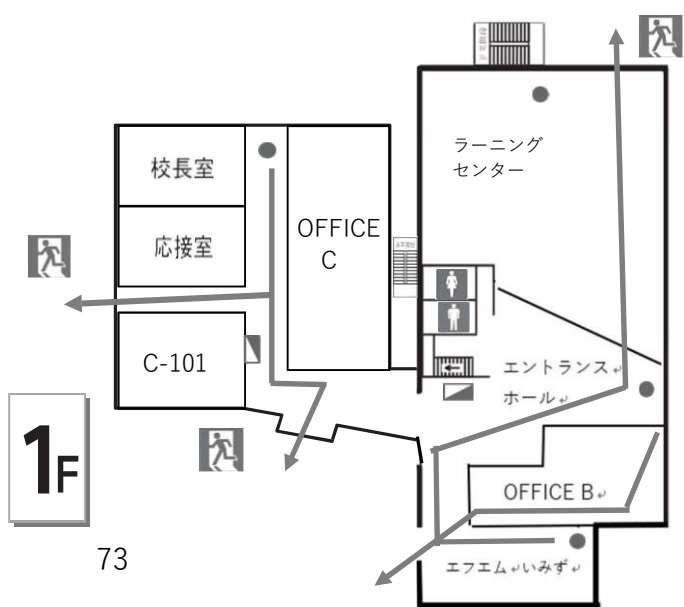 ラーニング
センター
校長室
応接室
OFFICE
C
C-101
エントランス
ホール
OFFICE B
エフエム いみず
1F
73